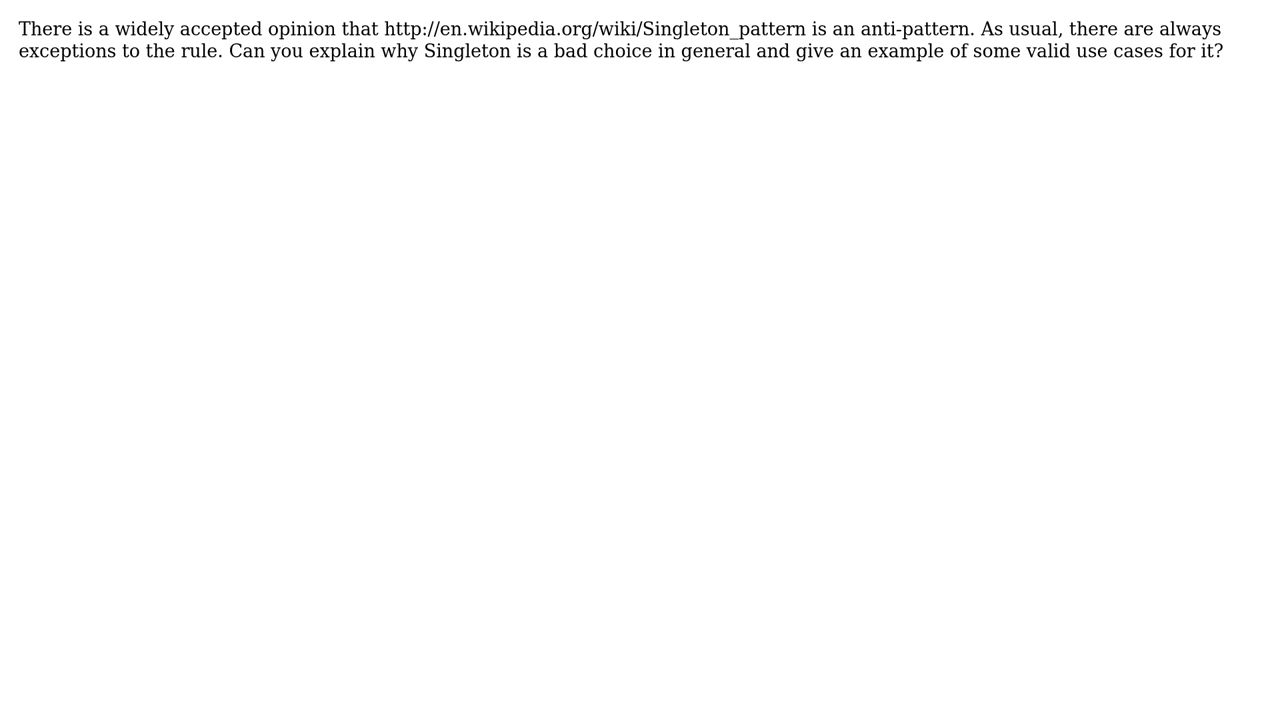 There is a widely accepted opinion that http://en.wikipedia.org/wiki/Singleton_pattern is an anti-pattern. As usual, there are always
exceptions to the rule. Can you explain why Singleton is a bad choice in general and give an example of some valid use cases for it?